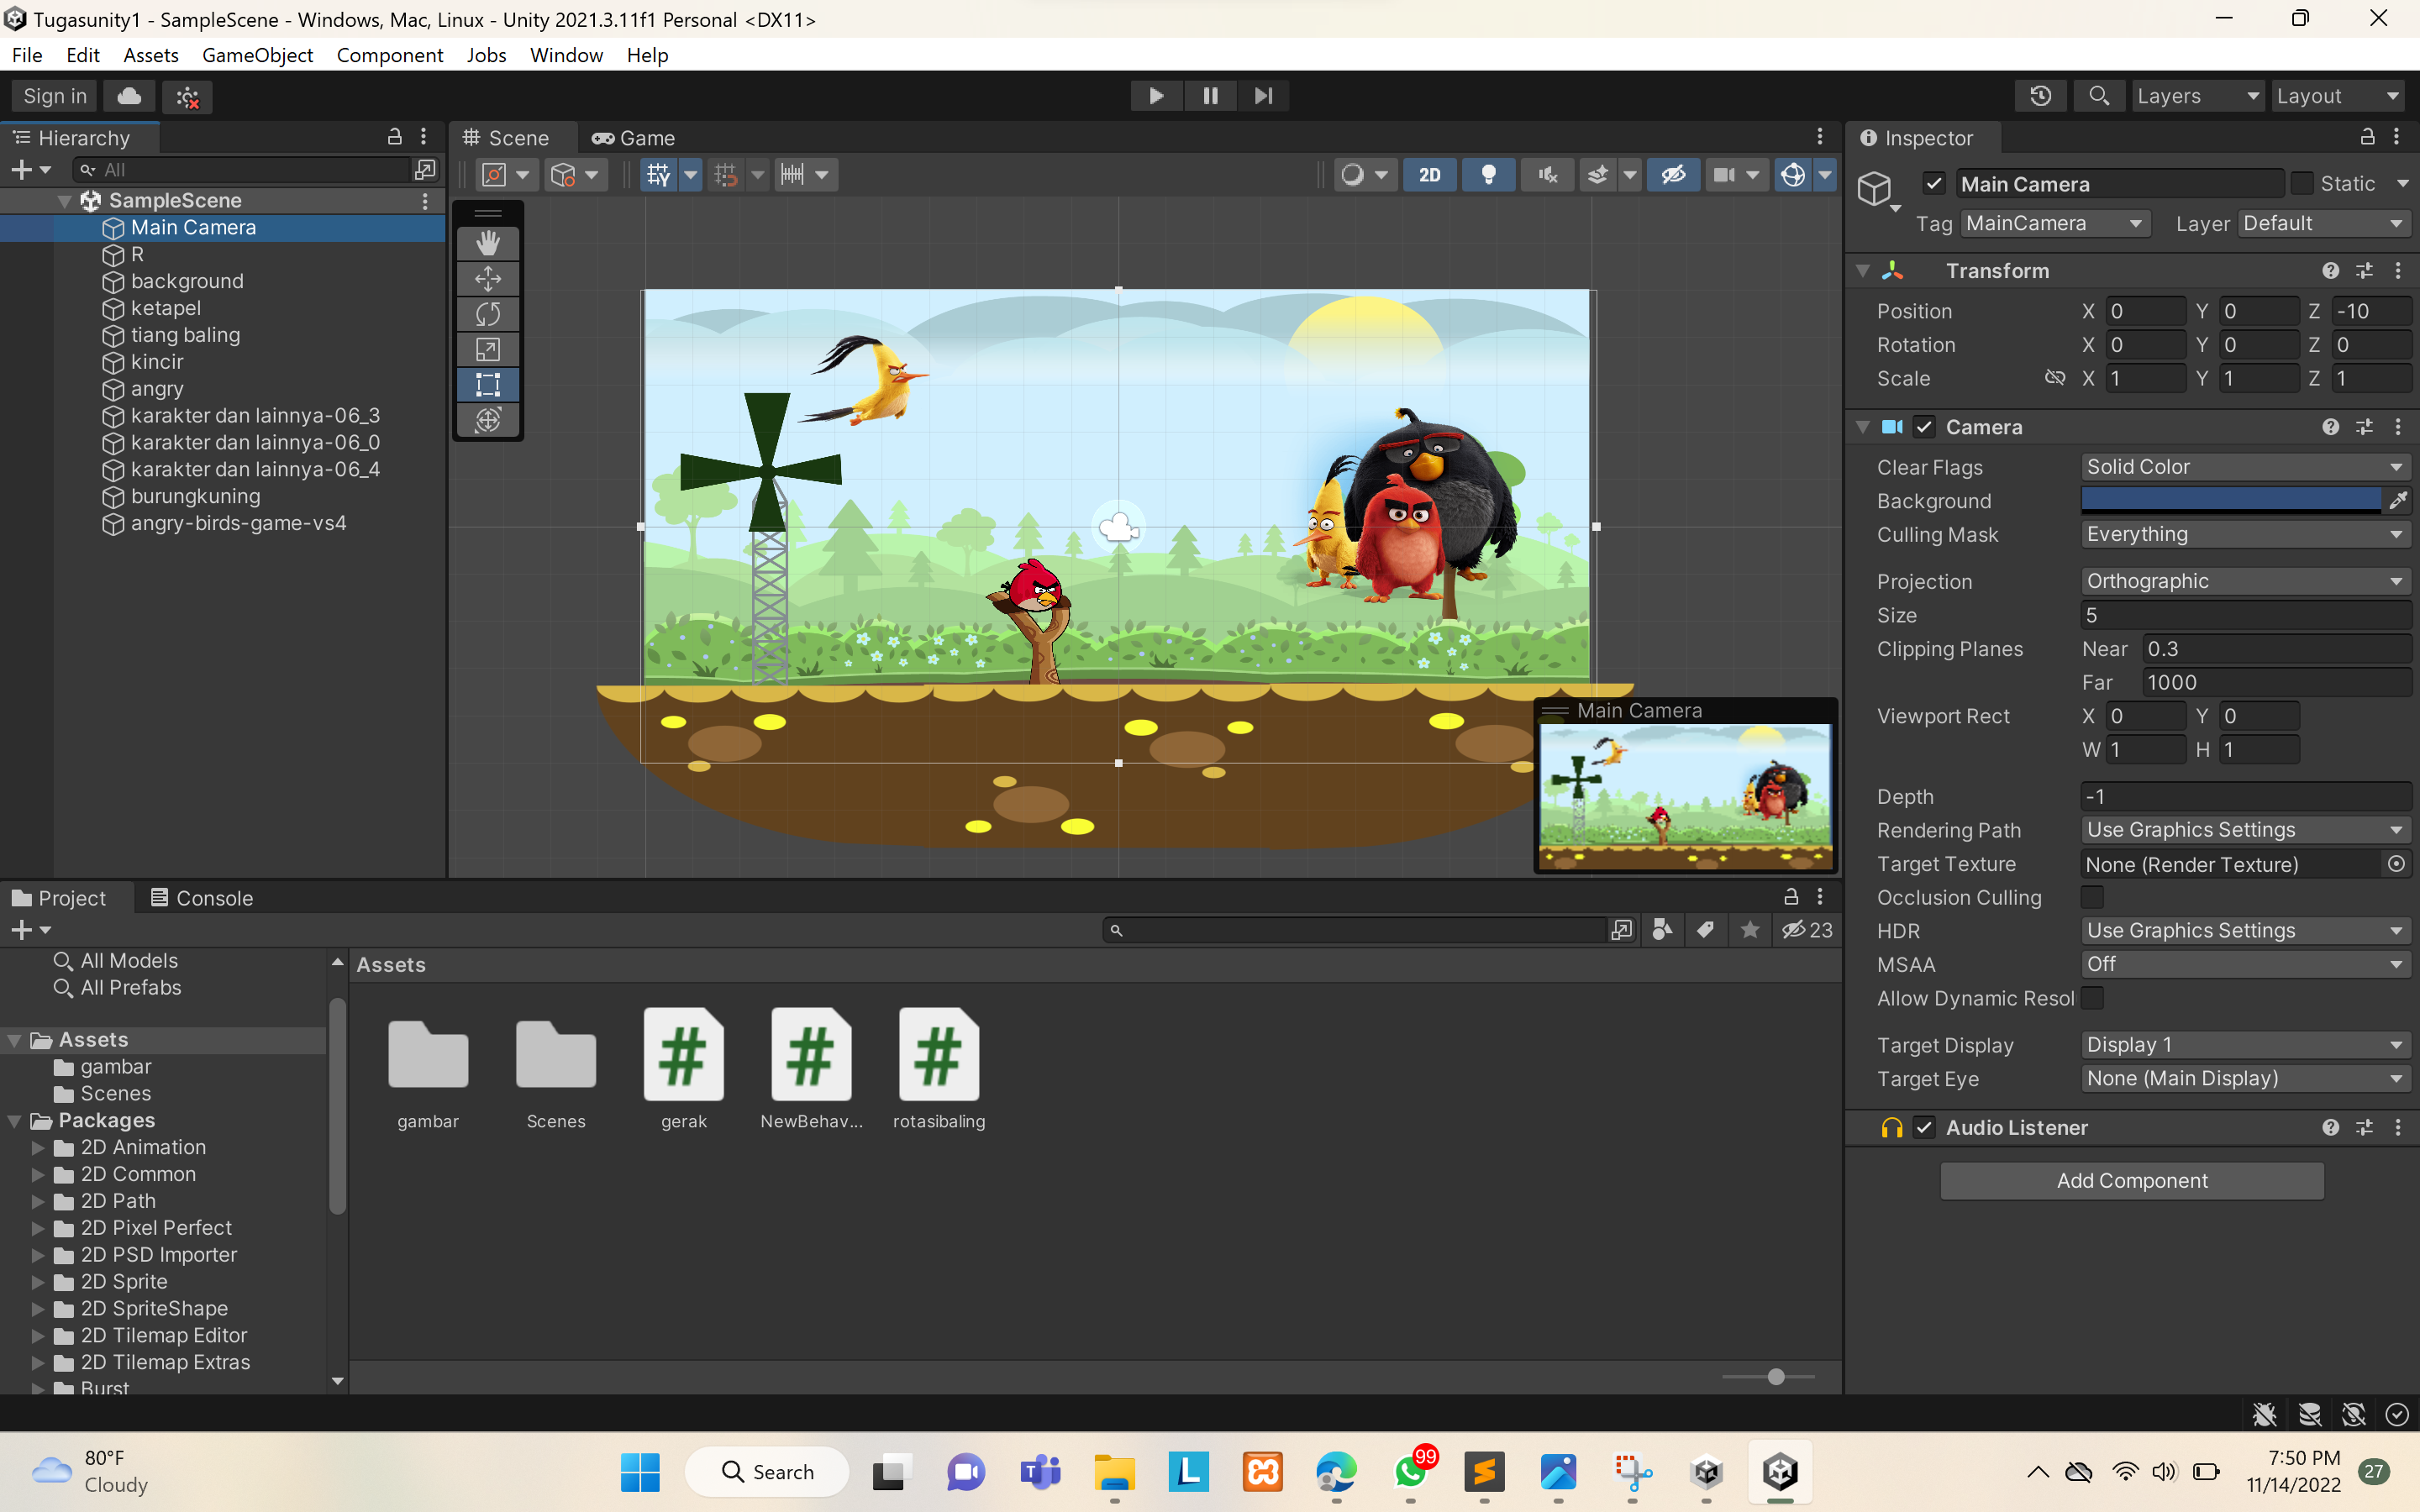 Tugasunity1 - SampleScene - Windows, Mac, Linux - Unity 2021.3.11f1 Personal <DX11>
File Edit Assets GameObject Component Jobs Window Help
Sign in
Layers
Layout
Hierarchy
All
SampleScene
Main Camera
R
background
ketapel
tiang baling
kincir
angry
karakter dan lainnya-06_3
karakter dan lainnya-06_0
karakter dan lainnya-06_4
burungkuning
angry-birds-game-vs4
Scene
Game
2D
Main Camera
Inspector
Main Camera
Static
Tag MainCamera Layer Default
Transform
Position X 0 Y 0 Z -10
Rotation X 0 Y 0 Z 0
Scale X 1 Y 1 Z 1
Camera
Clear Flags Solid Color
Background
Culling Mask Everything
Projection Orthographic
Size 5
Clipping Planes Near 0.3
Far 1000
Viewport Rect X 0 Y 0
W 1 H 1
Depth -1
Rendering Path Use Graphics Settings
Target Texture None (Render Texture)
Occlusion Culling
HDR Use Graphics Settings
MSAA Off
Allow Dynamic Resol
Target Display Display 1
Target Eye None (Main Display)
Audio Listener
Add Component
Project
Console
23
All Models
All Prefabs
Assets
gambar
Scenes
Packages
2D Animation
2D Common
2D Path
2D Pixel Perfect
2D PSD Importer
2D Sprite
2D SpriteShape
2D Tilemap Editor
2D Tilemap Extras
Burst
Assets
gambar
Scenes
gerak
NewBehav...
rotasibaling
80°F
Cloudy
Search
T
L
99
7:50 PM
11/14/2022
27